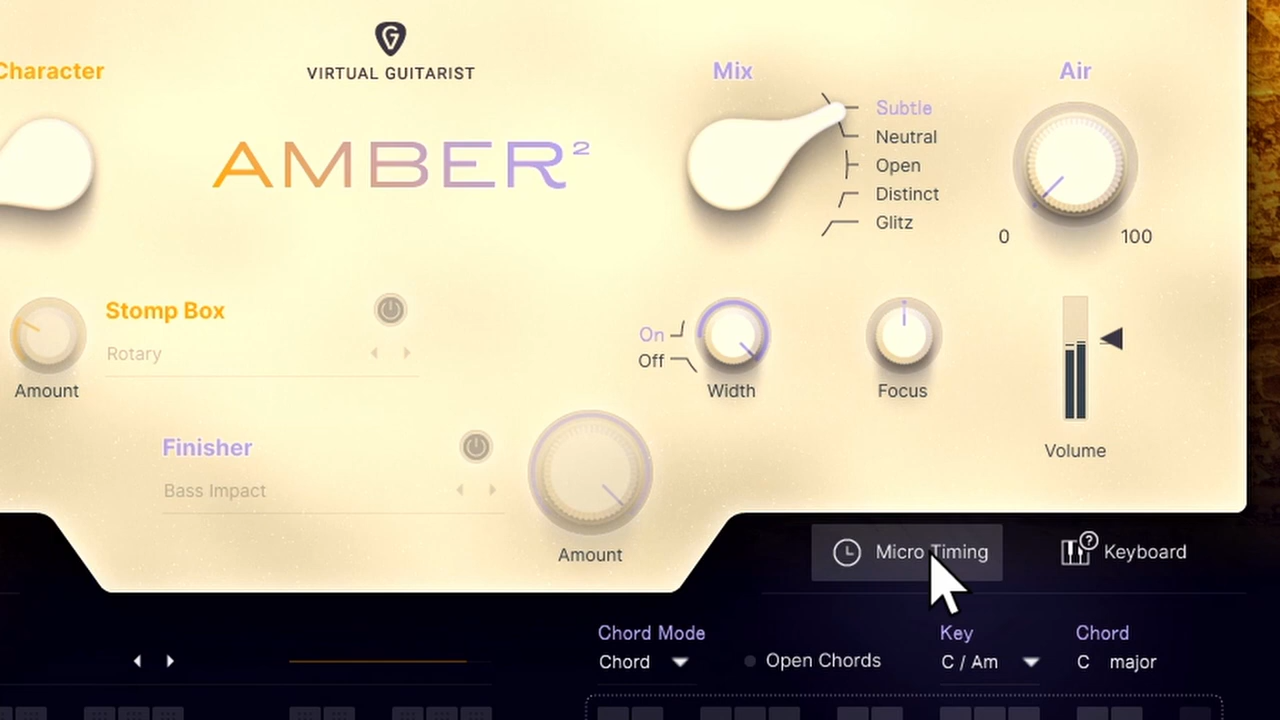 VIRTUAL GUITARIST
AMBER²
Character
Mix
Subtle
Neutral
Open
Distinct
Glitz
Air
0
100
Stomp Box
Rotary
Amount
On
Off
Width
Focus
Volume
Finisher
Bass Impact
Amount
Micro Timing
Keyboard
Chord Mode
Chord
Open Chords
Key
C / Am
Chord
C major